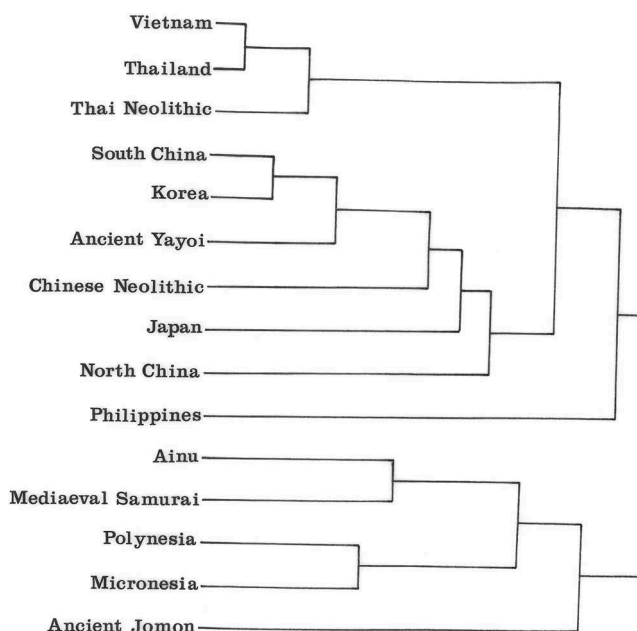 Vietnam
Thailand
Thai Neolithic
South China
Korea
Ancient Yayoi
Chinese Neolithic
Japan
North China
Philippines
Ainu
Mediaeval Samurai
Polynesia
Micronesia
Ancient Jomon